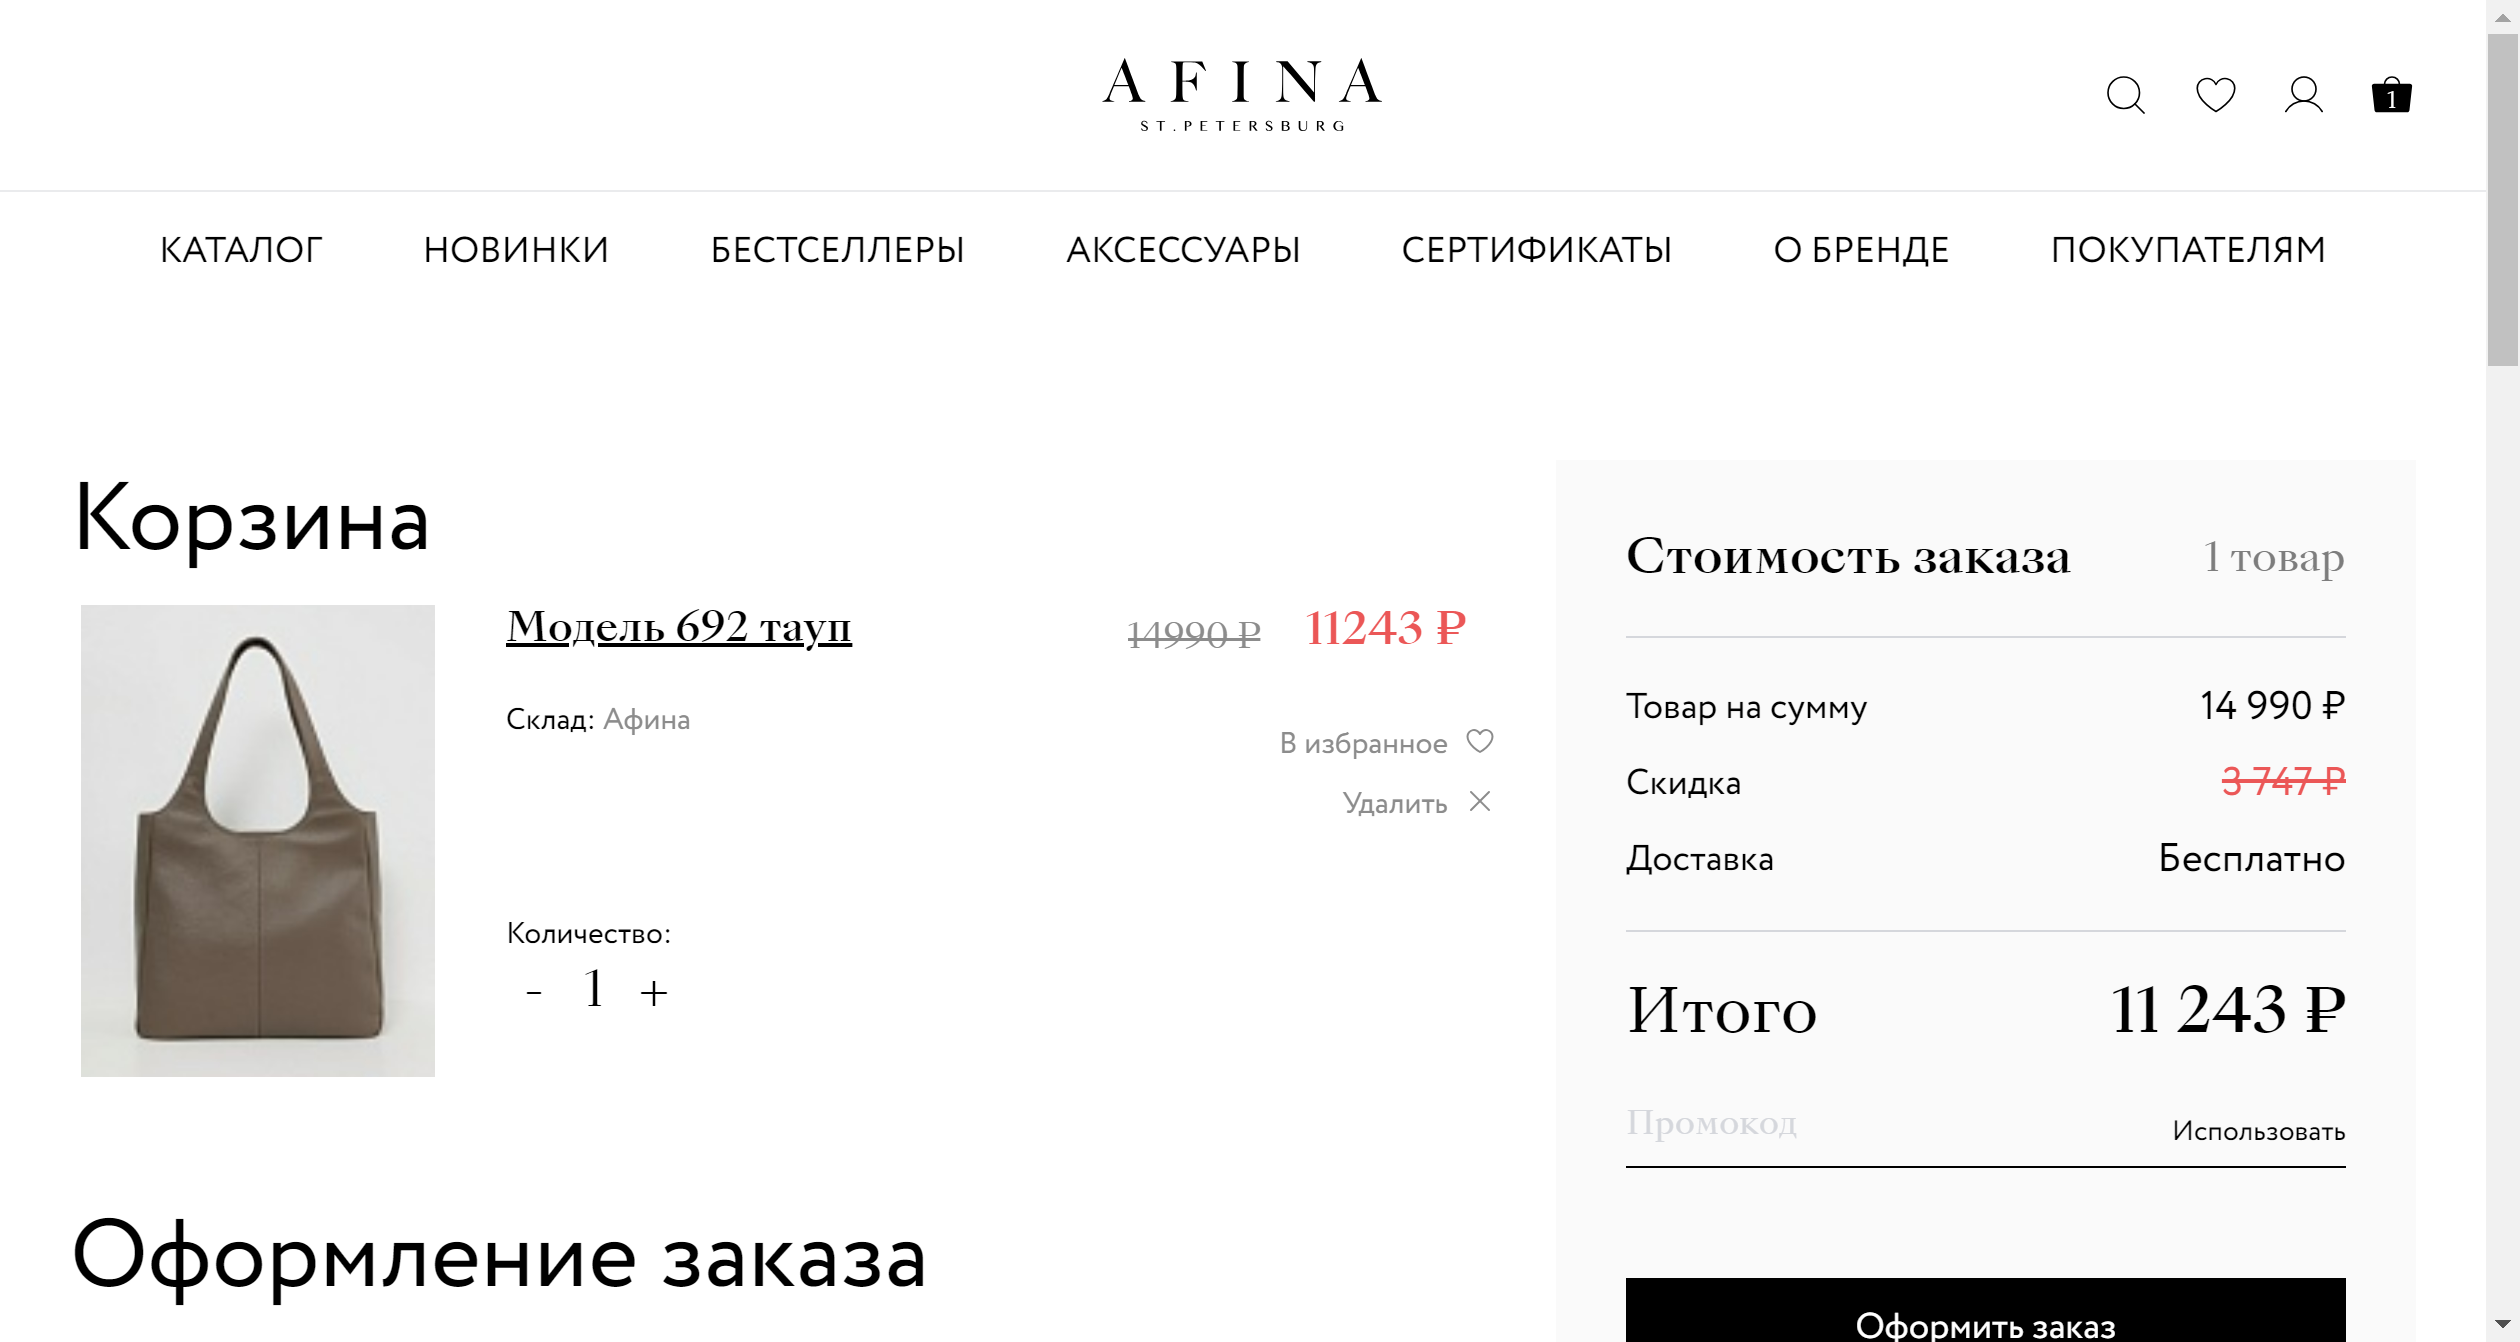 AFINA
ST.PETERSBURG
1
КАТАЛОГ НОВИНКИ БЕСТСЕЛЛЕРЫ АКСЕССУАРЫ СЕРТИФИКАТЫ О БРЕНДЕ ПОКУПАТЕЛЯМ
Корзина
Модель 692 тауп
14990 ₽ 11243 ₽
Склад: Афина
В избранное
Удалить
Количество:
- 1 +
Оформление заказа
Стоимость заказа 1 товар
Товар на сумму 14 990 ₽
Скидка 3 747 ₽
Доставка Бесплатно
Итого 11 243 ₽
Промокод Использовать
Оформить заказ